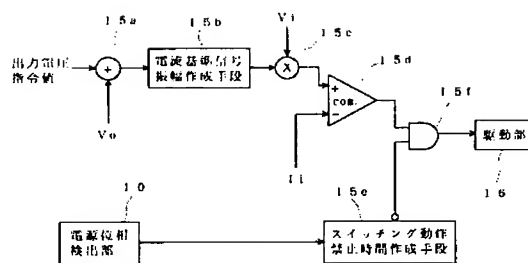 15a
15b
Vi
15c
出力電圧
指令値
+
電流基準信号
振幅作成手段
X
15d
+
com.
−
15f
Vo
駆動部
Ii
16
10
15e
電源位相
検出部
スイッチング動作
禁止時間作成手段